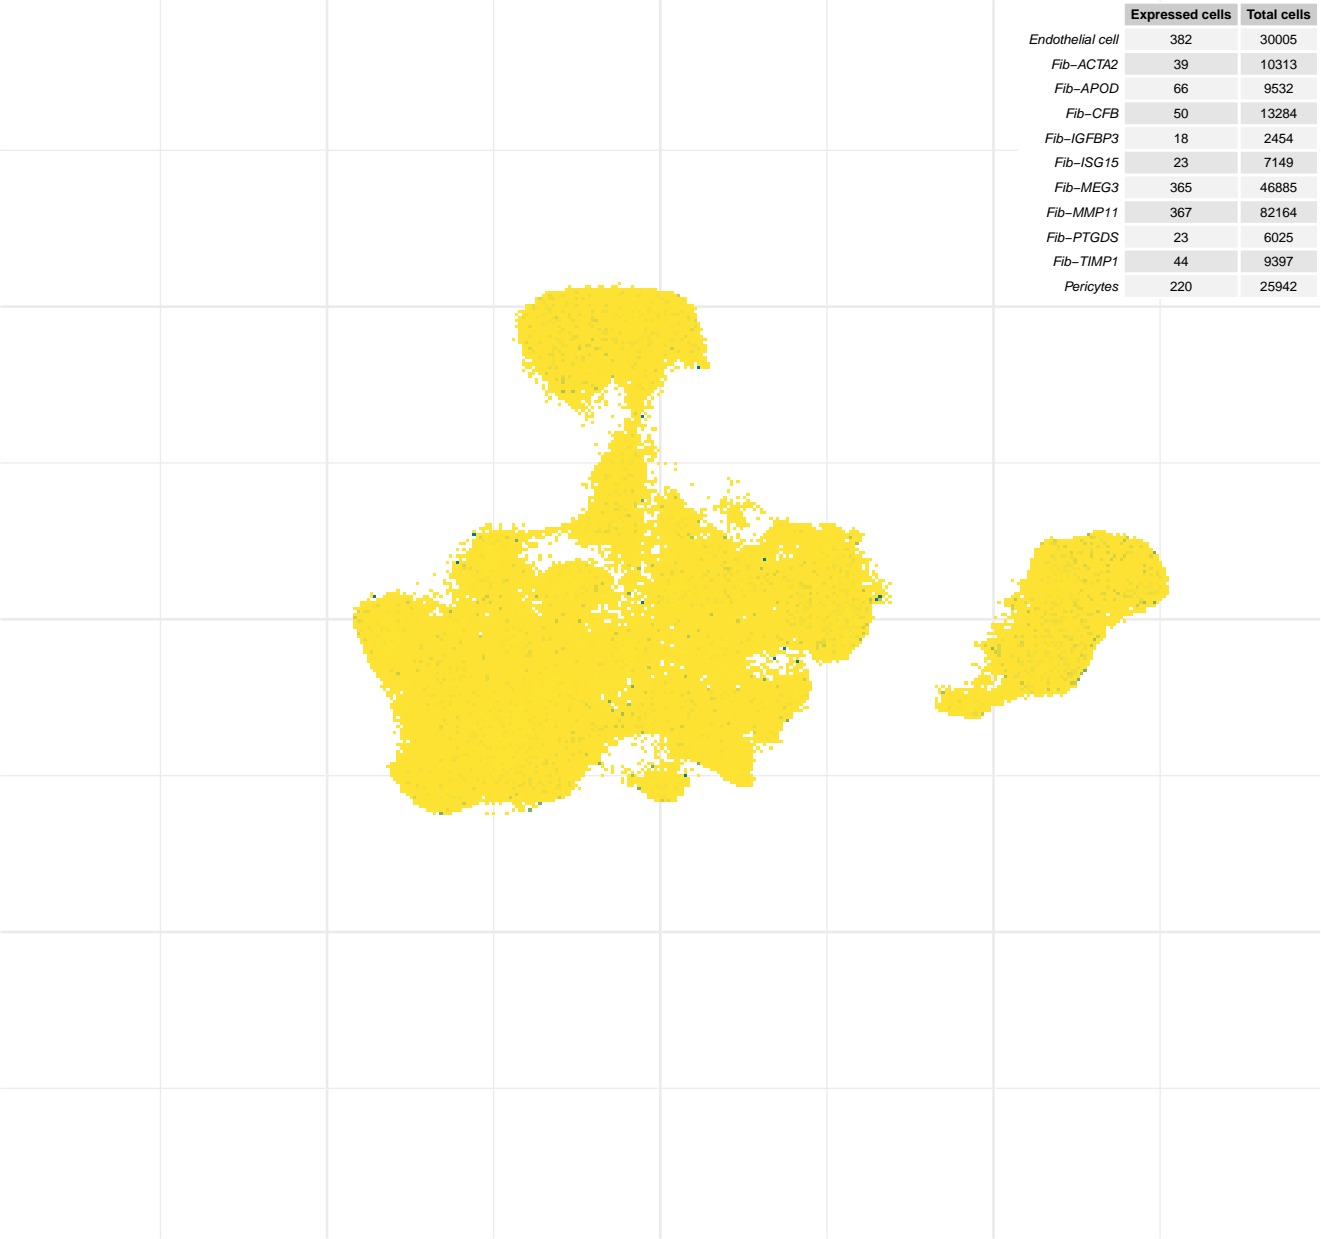 Expressed cells Total cells
Endothelial cell 382 30005
Fib−ACTA2 39 10313
Fib−APOD 66 9532
Fib−CFB 50 13284
Fib−IGFBP3 18 2454
Fib−ISG15 23 7149
Fib−MEG3 365 46885
Fib−MMP11 367 82164
Fib−PTGDS 23 6025
Fib−TIMP1 44 9397
Pericytes 220 25942